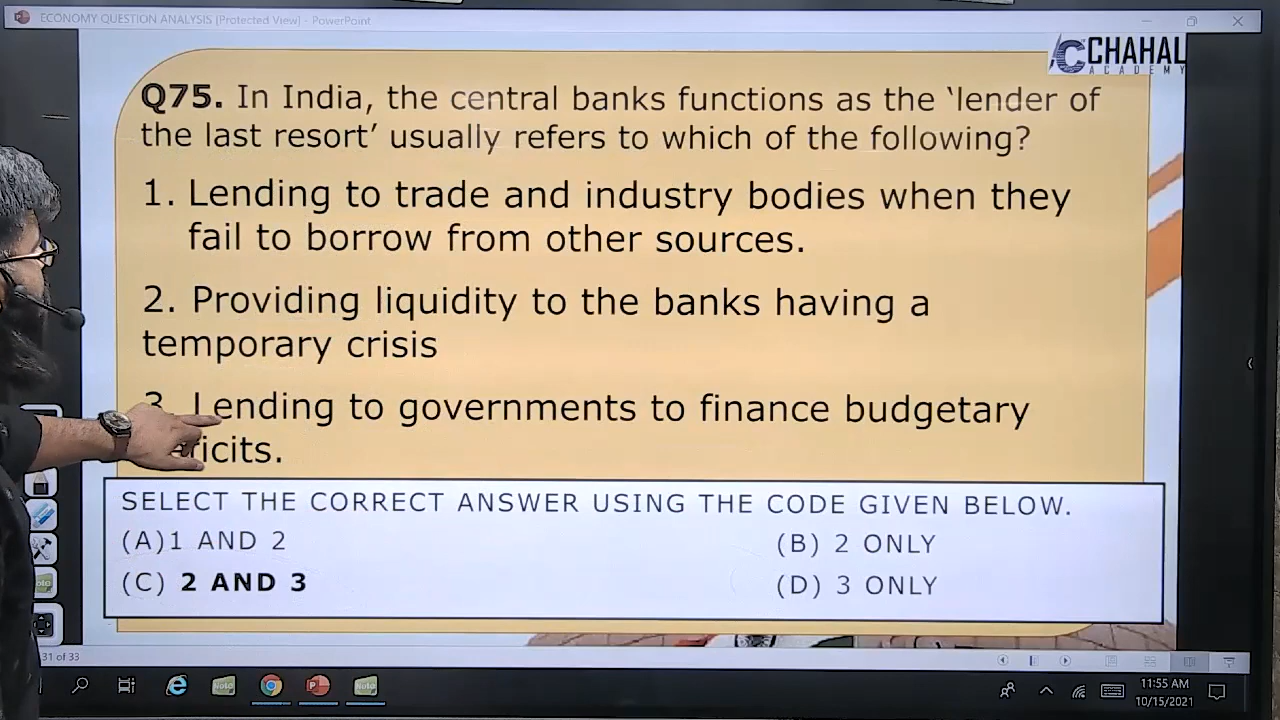 ECONOMY QUESTION ANALYSIS [Protected View] - PowerPoint
CHAHAL
ACADEMY
Q75. In India, the central banks functions as the ‘lender of
the last resort’ usually refers to which of the following?
1. Lending to trade and industry bodies when they
fail to borrow from other sources.
2. Providing liquidity to the banks having a
temporary crisis
3. Lending to governments to finance budgetary
icits.
SELECT THE CORRECT ANSWER USING THE CODE GIVEN BELOW.
(A)1 AND 2
(B) 2 ONLY
(C) 2 AND 3
(D) 3 ONLY
31 of 33
11:55 AM
10/15/2021